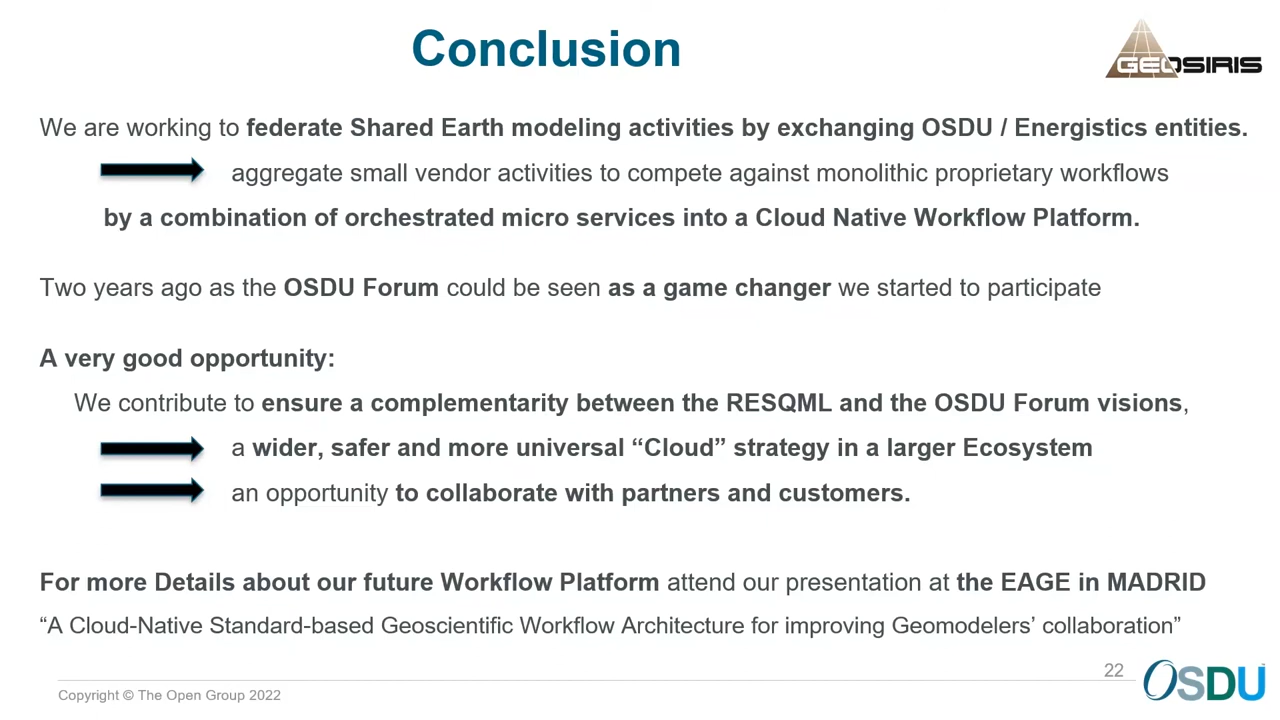 Conclusion
GEOSIRIS
We are working to federate Shared Earth modeling activities by exchanging OSDU / Energistics entities.
aggregate small vendor activities to compete against monolithic proprietary workflows
by a combination of orchestrated micro services into a Cloud Native Workflow Platform.
Two years ago as the OSDU Forum could be seen as a game changer we started to participate
A very good opportunity:
We contribute to ensure a complementarity between the RESQML and the OSDU Forum visions,
a wider, safer and more universal “Cloud” strategy in a larger Ecosystem
an opportunity to collaborate with partners and customers.
For more Details about our future Workflow Platform attend our presentation at the EAGE in MADRID
“A Cloud-Native Standard-based Geoscientific Workflow Architecture for improving Geomodelers’ collaboration”
22
Copyright © The Open Group 2022
OSDU